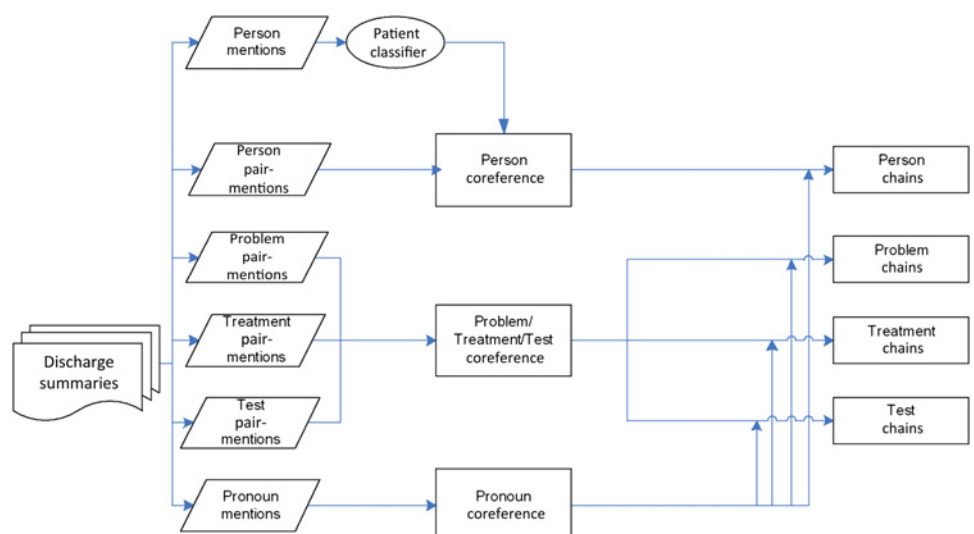 Person
mentions
Patient
classifier
Person
pair-
mentions
Person
coreference
Person
chains
Problem
pair-
mentions
Problem
chains
Discharge
summaries
Treatment
pair-
mentions
Problem/
Treatment/Test
coreference
Treatment
chains
Test
pair-
mentions
Test
chains
Pronoun
mentions
Pronoun
coreference